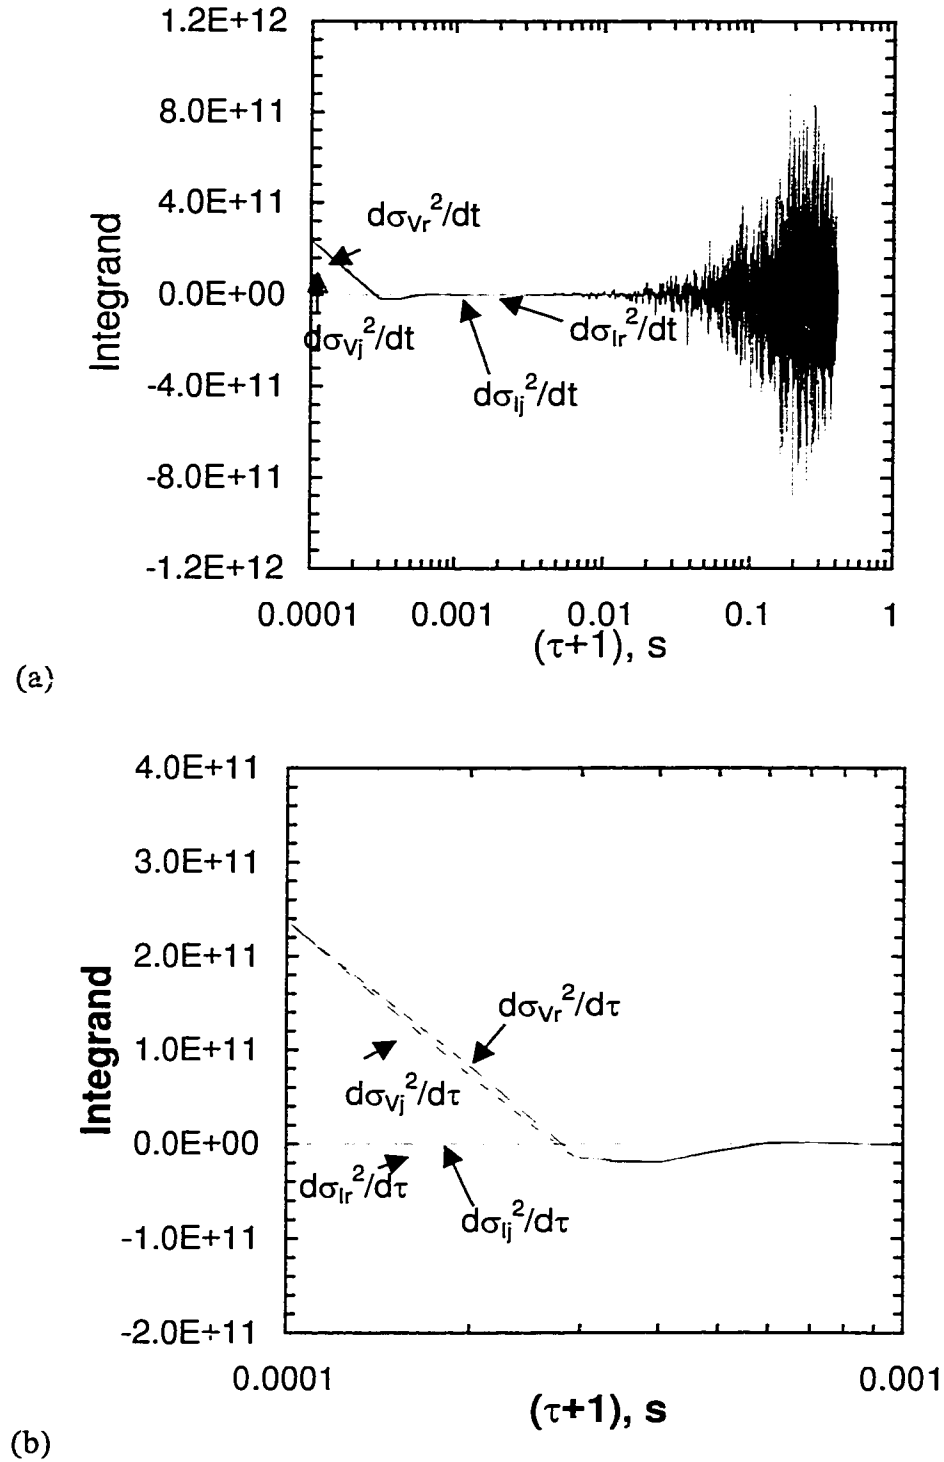 1.2E+12
8.0E+11
4.0E+11
0.0E+00
-4.0E+11
-8.0E+11
-1.2E+12
Integrand
dσVr²/dt
dσVj²/dt
dσIr²/dt
dσIj²/dt
0.0001 0.001 0.01 0.1 1
(τ+1), s
(a)
4.0E+11
3.0E+11
2.0E+11
1.0E+11
0.0E+00
-1.0E+11
-2.0E+11
Integrand
dσVr²/dτ
dσVj²/dτ
dσIr²/dτ
dσIj²/dτ
0.0001 0.001
(τ+1), s
(b)